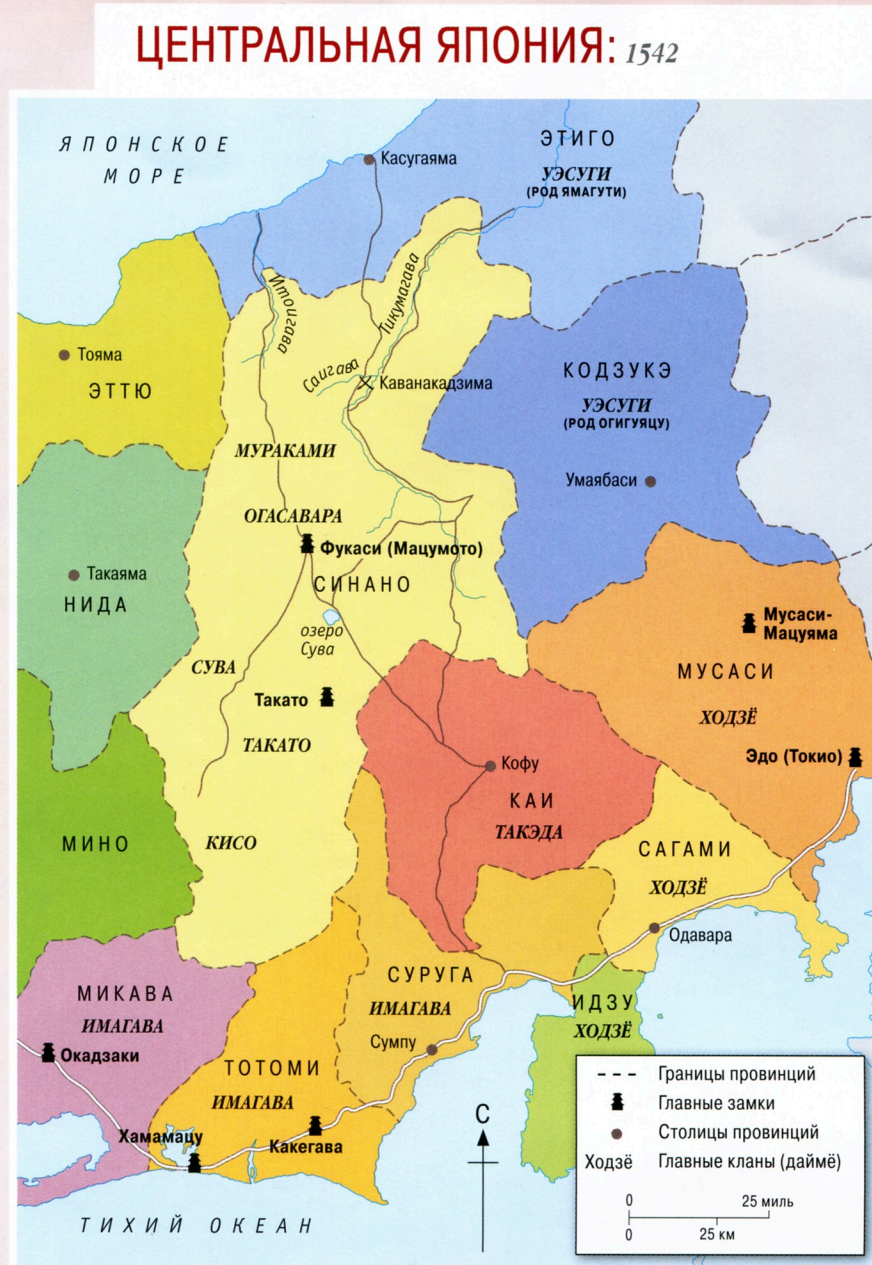 ЦЕНТРАЛЬНАЯ ЯПОНИЯ: 1542
ЯПОНСКОЕ
МОРЕ
Касугаяма
ЭТИГО
УЭСУГИ
(РОД ЯМАГУТИ)
Итоигава
Тикумагава
Саигава
Каванакадзима
Тояма
ЭТТЮ
КОДЗУКЭ
УЭСУГИ
(РОД ОГИГУЯЦУ)
Умаябаси
МУРАКАМИ
ОГАСАВАРА
Фукаси (Мацумото)
СИНАНО
озеро
Сува
Такаяма
НИДА
СУВА
Такато
ТАКАТО
КИСО
Мусаси-
Мацуяма
МУСАСИ
ХОДЗЁ
Эдо (Токио)
Кофу
КАИ
ТАКЭДА
МИНО
САГАМИ
ХОДЗЁ
Одавара
МИКАВА
ИМАГАВА
Окадзаки
СУРУГА
ИМАГАВА
Сумпу
ИДЗУ
ХОДЗЁ
ТОТОМИ
ИМАГАВА
Хамамацу
Какегава
ТИХИЙ ОКЕАН
С
Границы провинций
Главные замки
Столицы провинций
Ходзё Главные кланы (даймё)
0 25 миль
0 25 км